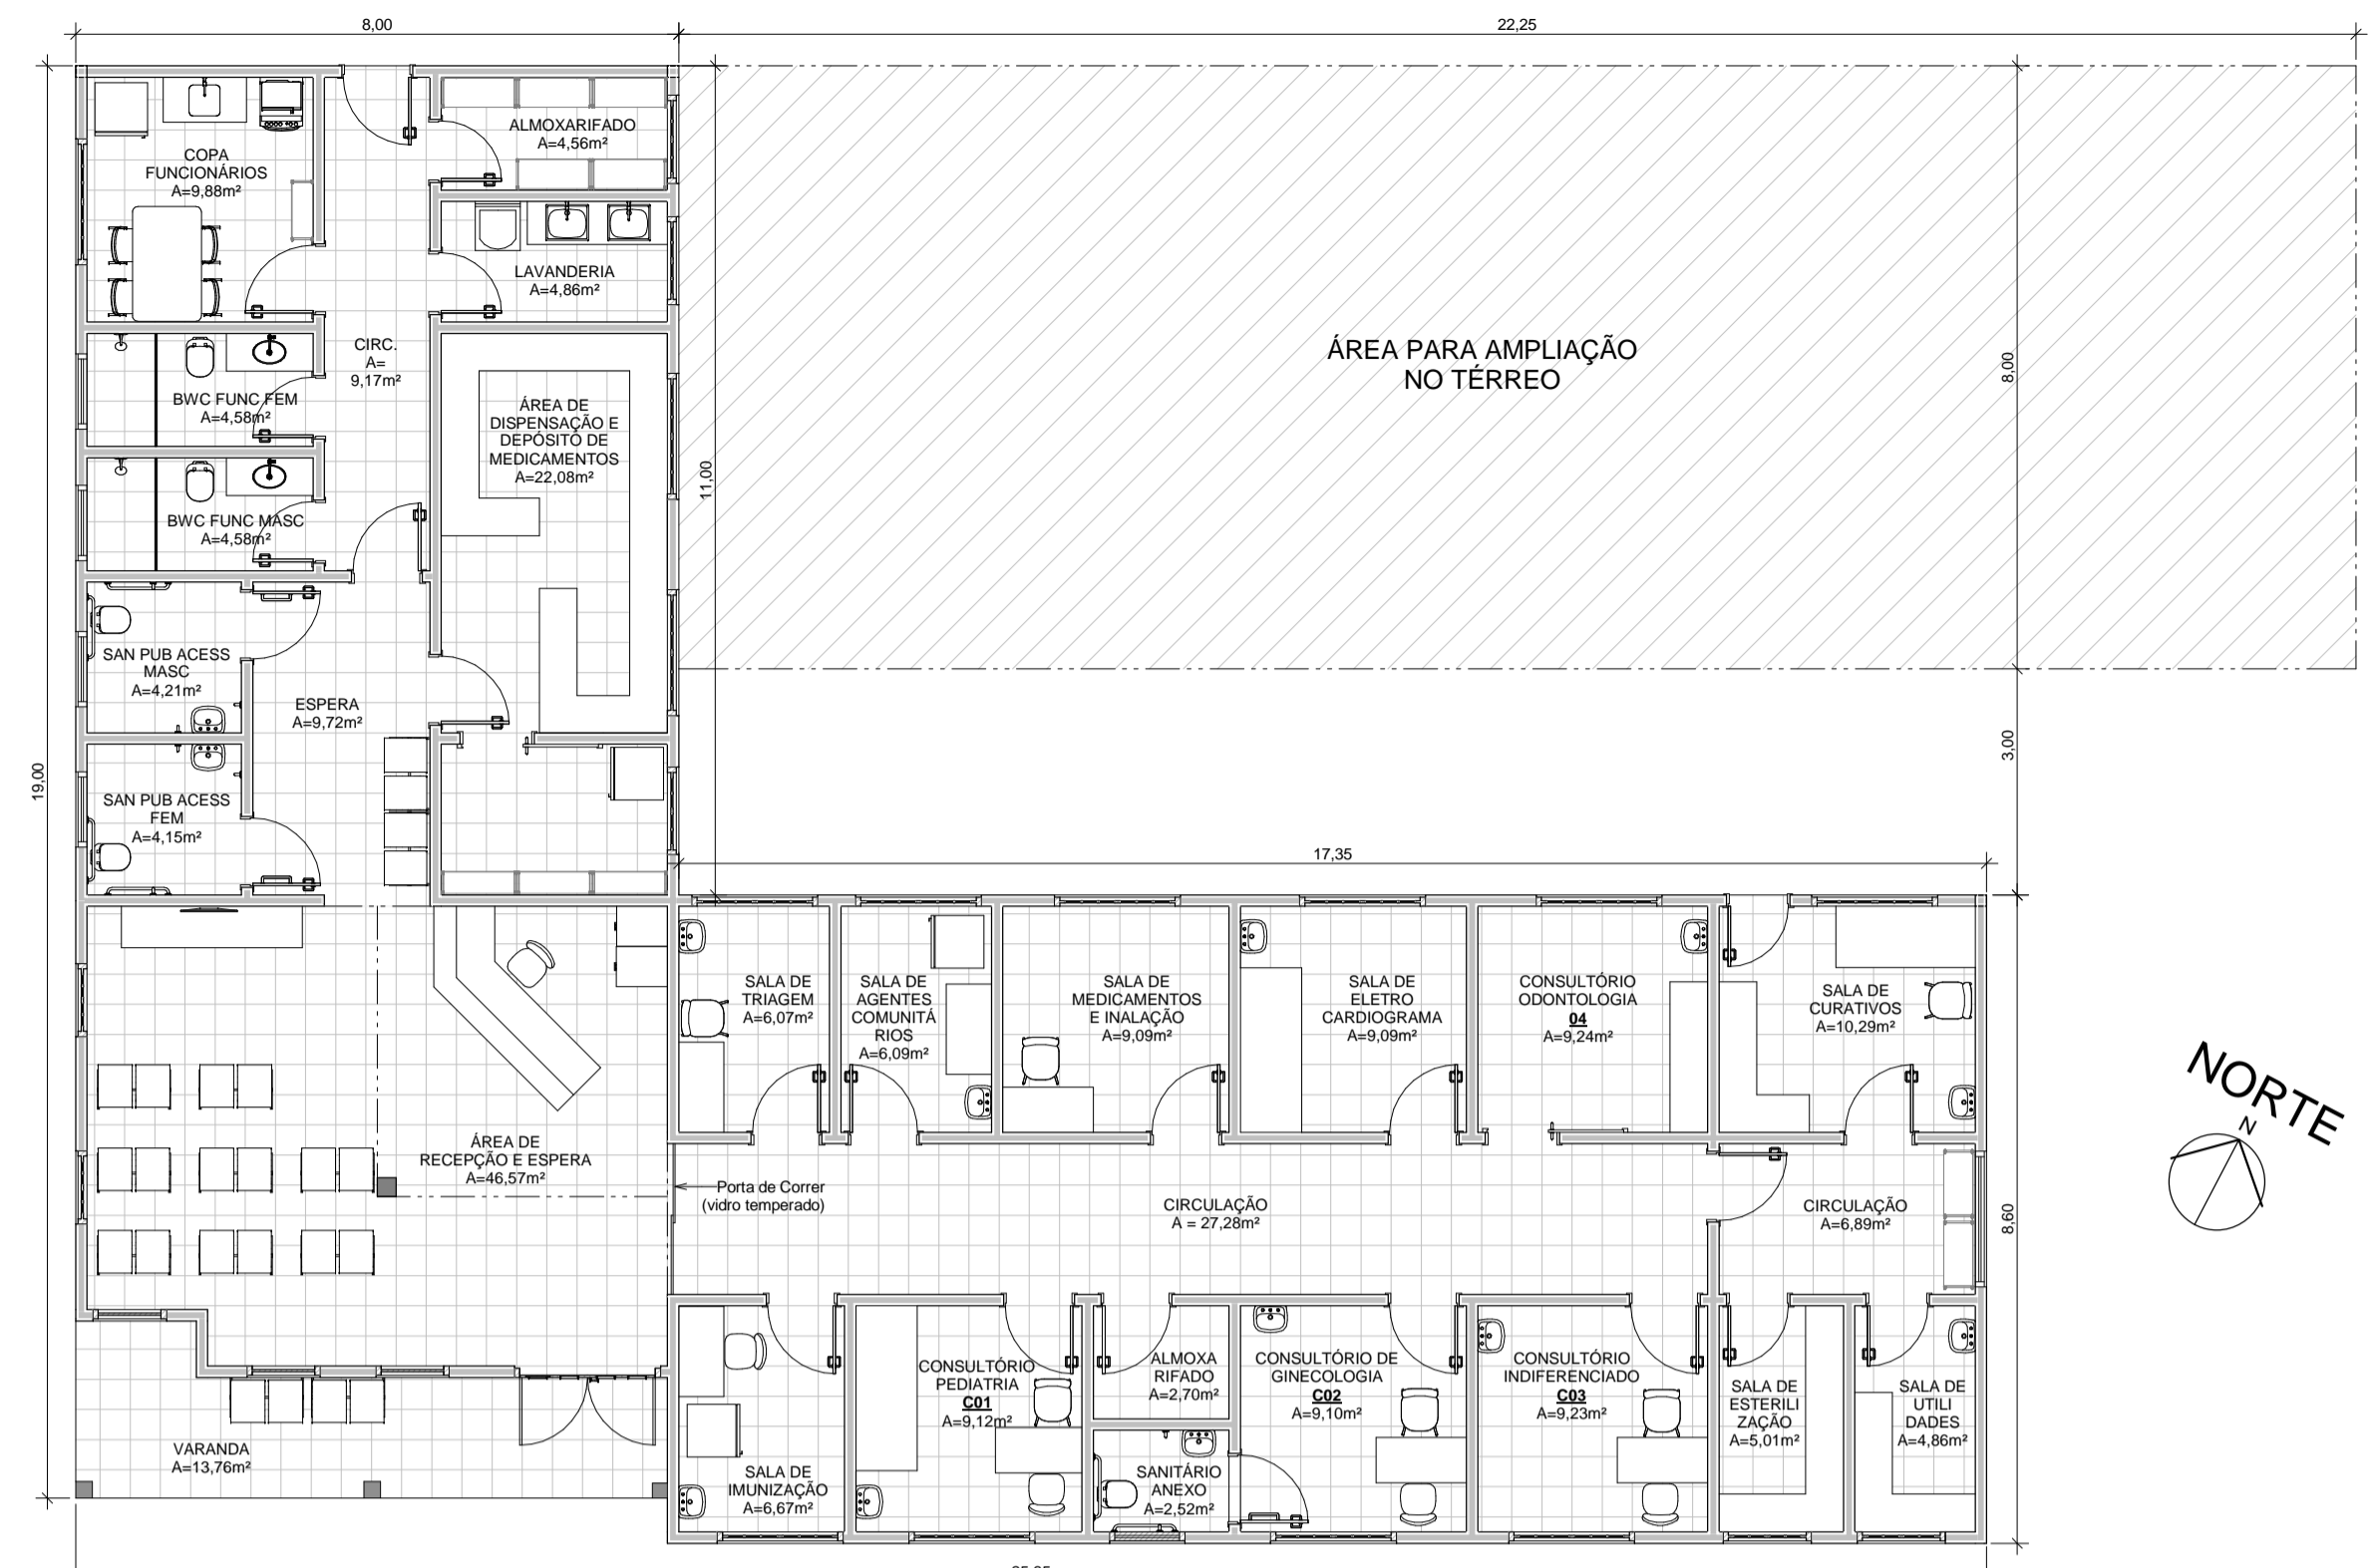 8,00
22,25
ALMOXARIFADO
A=4,56m²
COPA
FUNCIONÁRIOS
A=9,88m²
LAVANDERIA
A=4,86m²
CIRC.
A=
9,17m²
ÁREA PARA AMPLIAÇÃO
NO TÉRREO
8,00
BWC FUNC FEM
A=4,58m²
ÁREA DE
DISPENSAÇÃO E
DEPÓSITO DE
MEDICAMENTOS
A=22,08m²
11,00
BWC FUNC MASC
A=4,58m²
SAN PUB ACESS
MASC
A=4,21m²
ESPERA
A=9,72m²
3,00
19,00
SAN PUB ACESS
FEM
A=4,15m²
17,35
SALA DE
TRIAGEM
A=6,07m²
SALA DE
AGENTES
COMUNITÁ
RIOS
A=6,09m²
SALA DE
MEDICAMENTOS
E INALAÇÃO
A=9,09m²
SALA DE
ELETRO
CARDIOGRAMA
A=9,09m²
CONSULTÓRIO
ODONTOLOGIA
04
A=9,24m²
SALA DE
CURATIVOS
A=10,29m²
NORTE
N
ÁREA DE
RECEPÇÃO E ESPERA
A=46,57m²
Porta de Correr
(vidro temperado)
CIRCULAÇÃO
A = 27,28m²
CIRCULAÇÃO
A=6,89m²
8,60
VARANDA
A=13,76m²
SALA DE
IMUNIZAÇÃO
A=6,67m²
CONSULTÓRIO
PEDIATRIA
C01
A=9,12m²
ALMOXA
RIFADO
A=2,70m²
SANITÁRIO
ANEXO
A=2,52m²
CONSULTÓRIO DE
GINECOLOGIA
C02
A=9,10m²
CONSULTÓRIO
INDIFERENCIADO
C03
A=9,23m²
SALA DE
ESTERILI
ZAÇÃO
A=5,01m²
SALA DE
UTILI
DADES
A=4,86m²